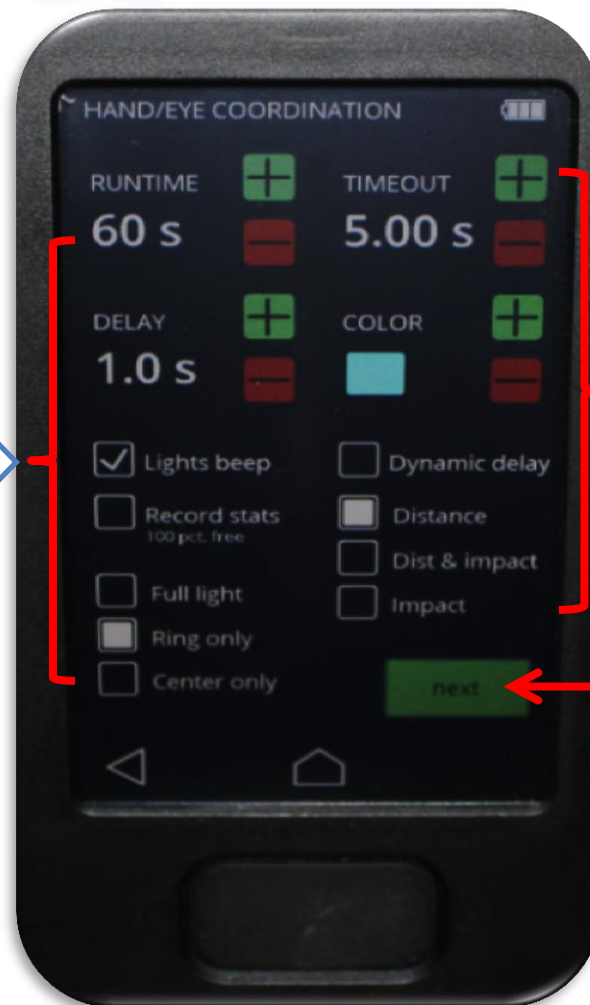 HAND/EYE COORDINATION
RUNTIME
60 s
TIMEOUT
5.00 s
DELAY
1.0 s
COLOR
Lights beep
Record stats
100 pct. free
Full light
Ring only
Center only
Dynamic delay
Distance
Dist & impact
Impact
next